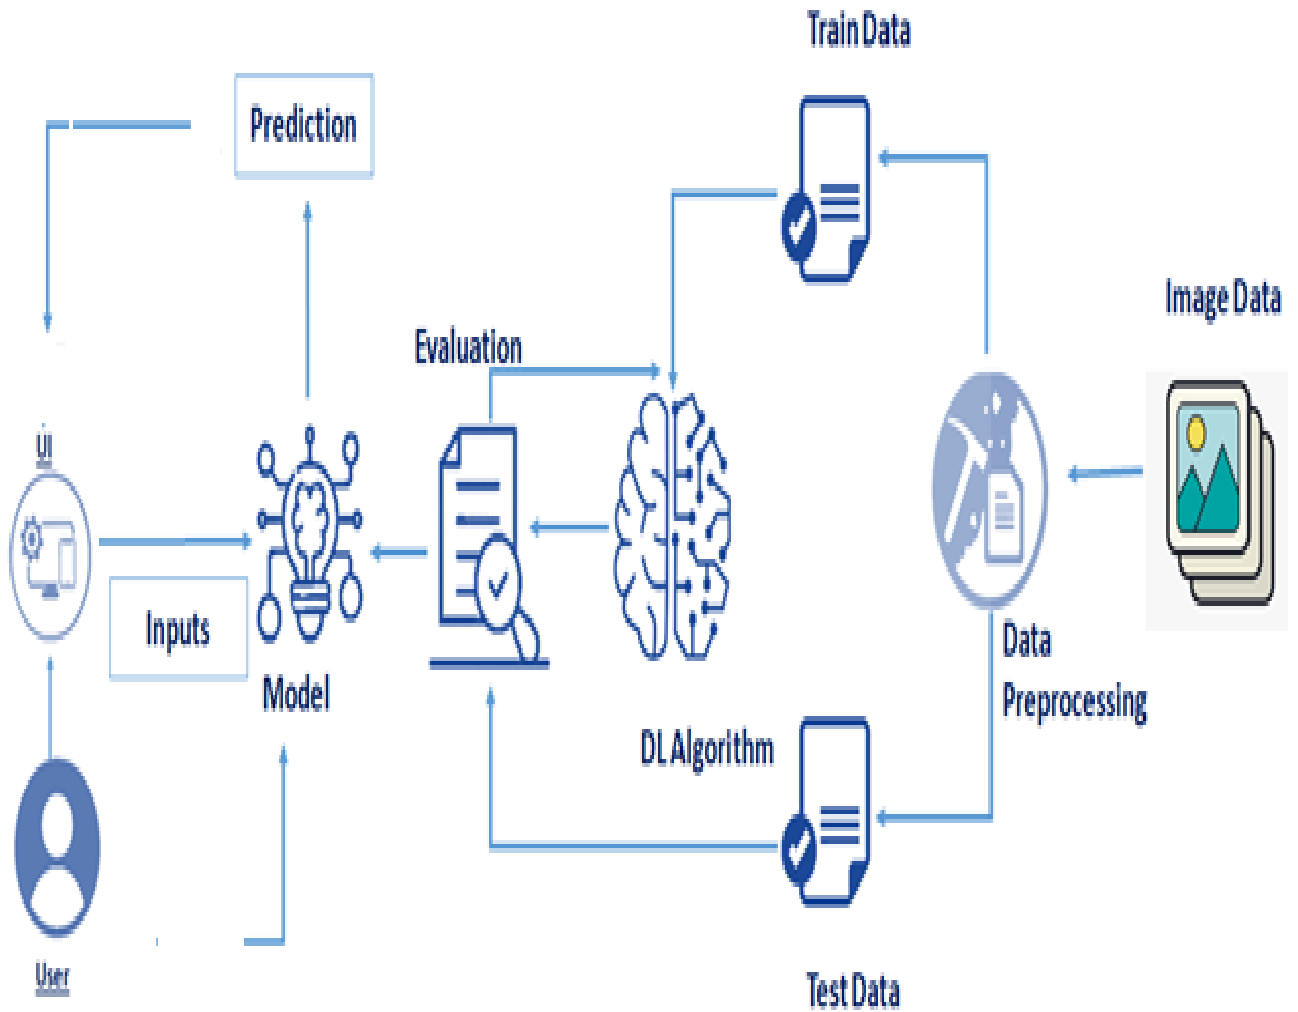 Train Data
Prediction
Image Data
Evaluation
UI
Inputs
Data
Preprocessing
Model
DL Algorithm
User
Test Data